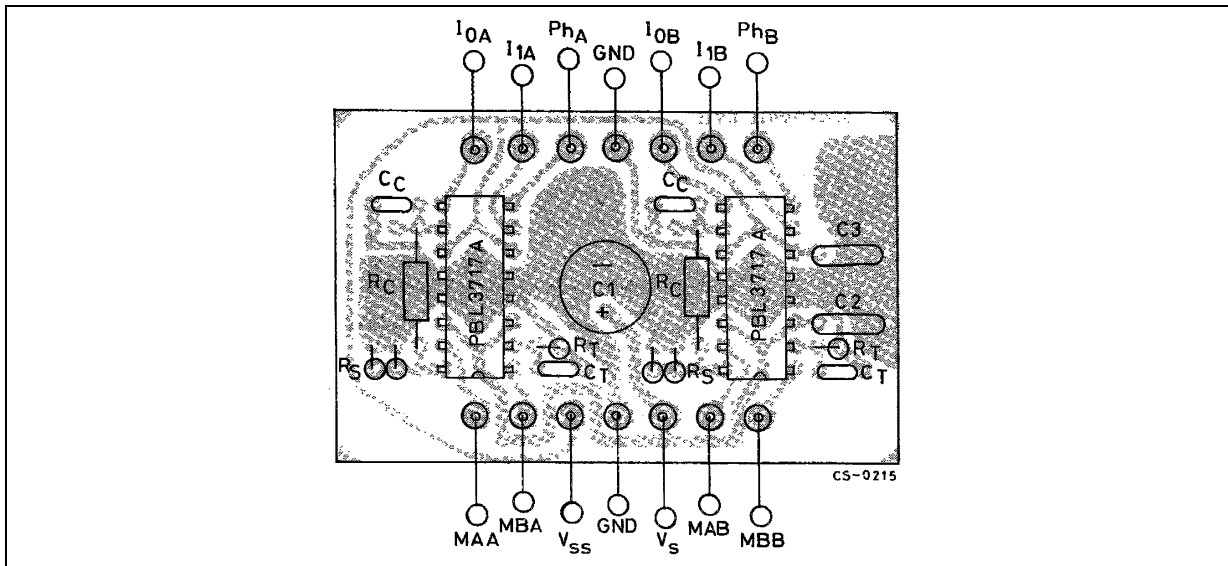 I0A I1A PhA GND I0B I1B PhB
CC CC
PBL3717A PBL3717A
C3
RC C1 RC
− +
C2
RT RT
RS CT RS CT
CS-0215
MAA MBA VSS GND VS MAB MBB